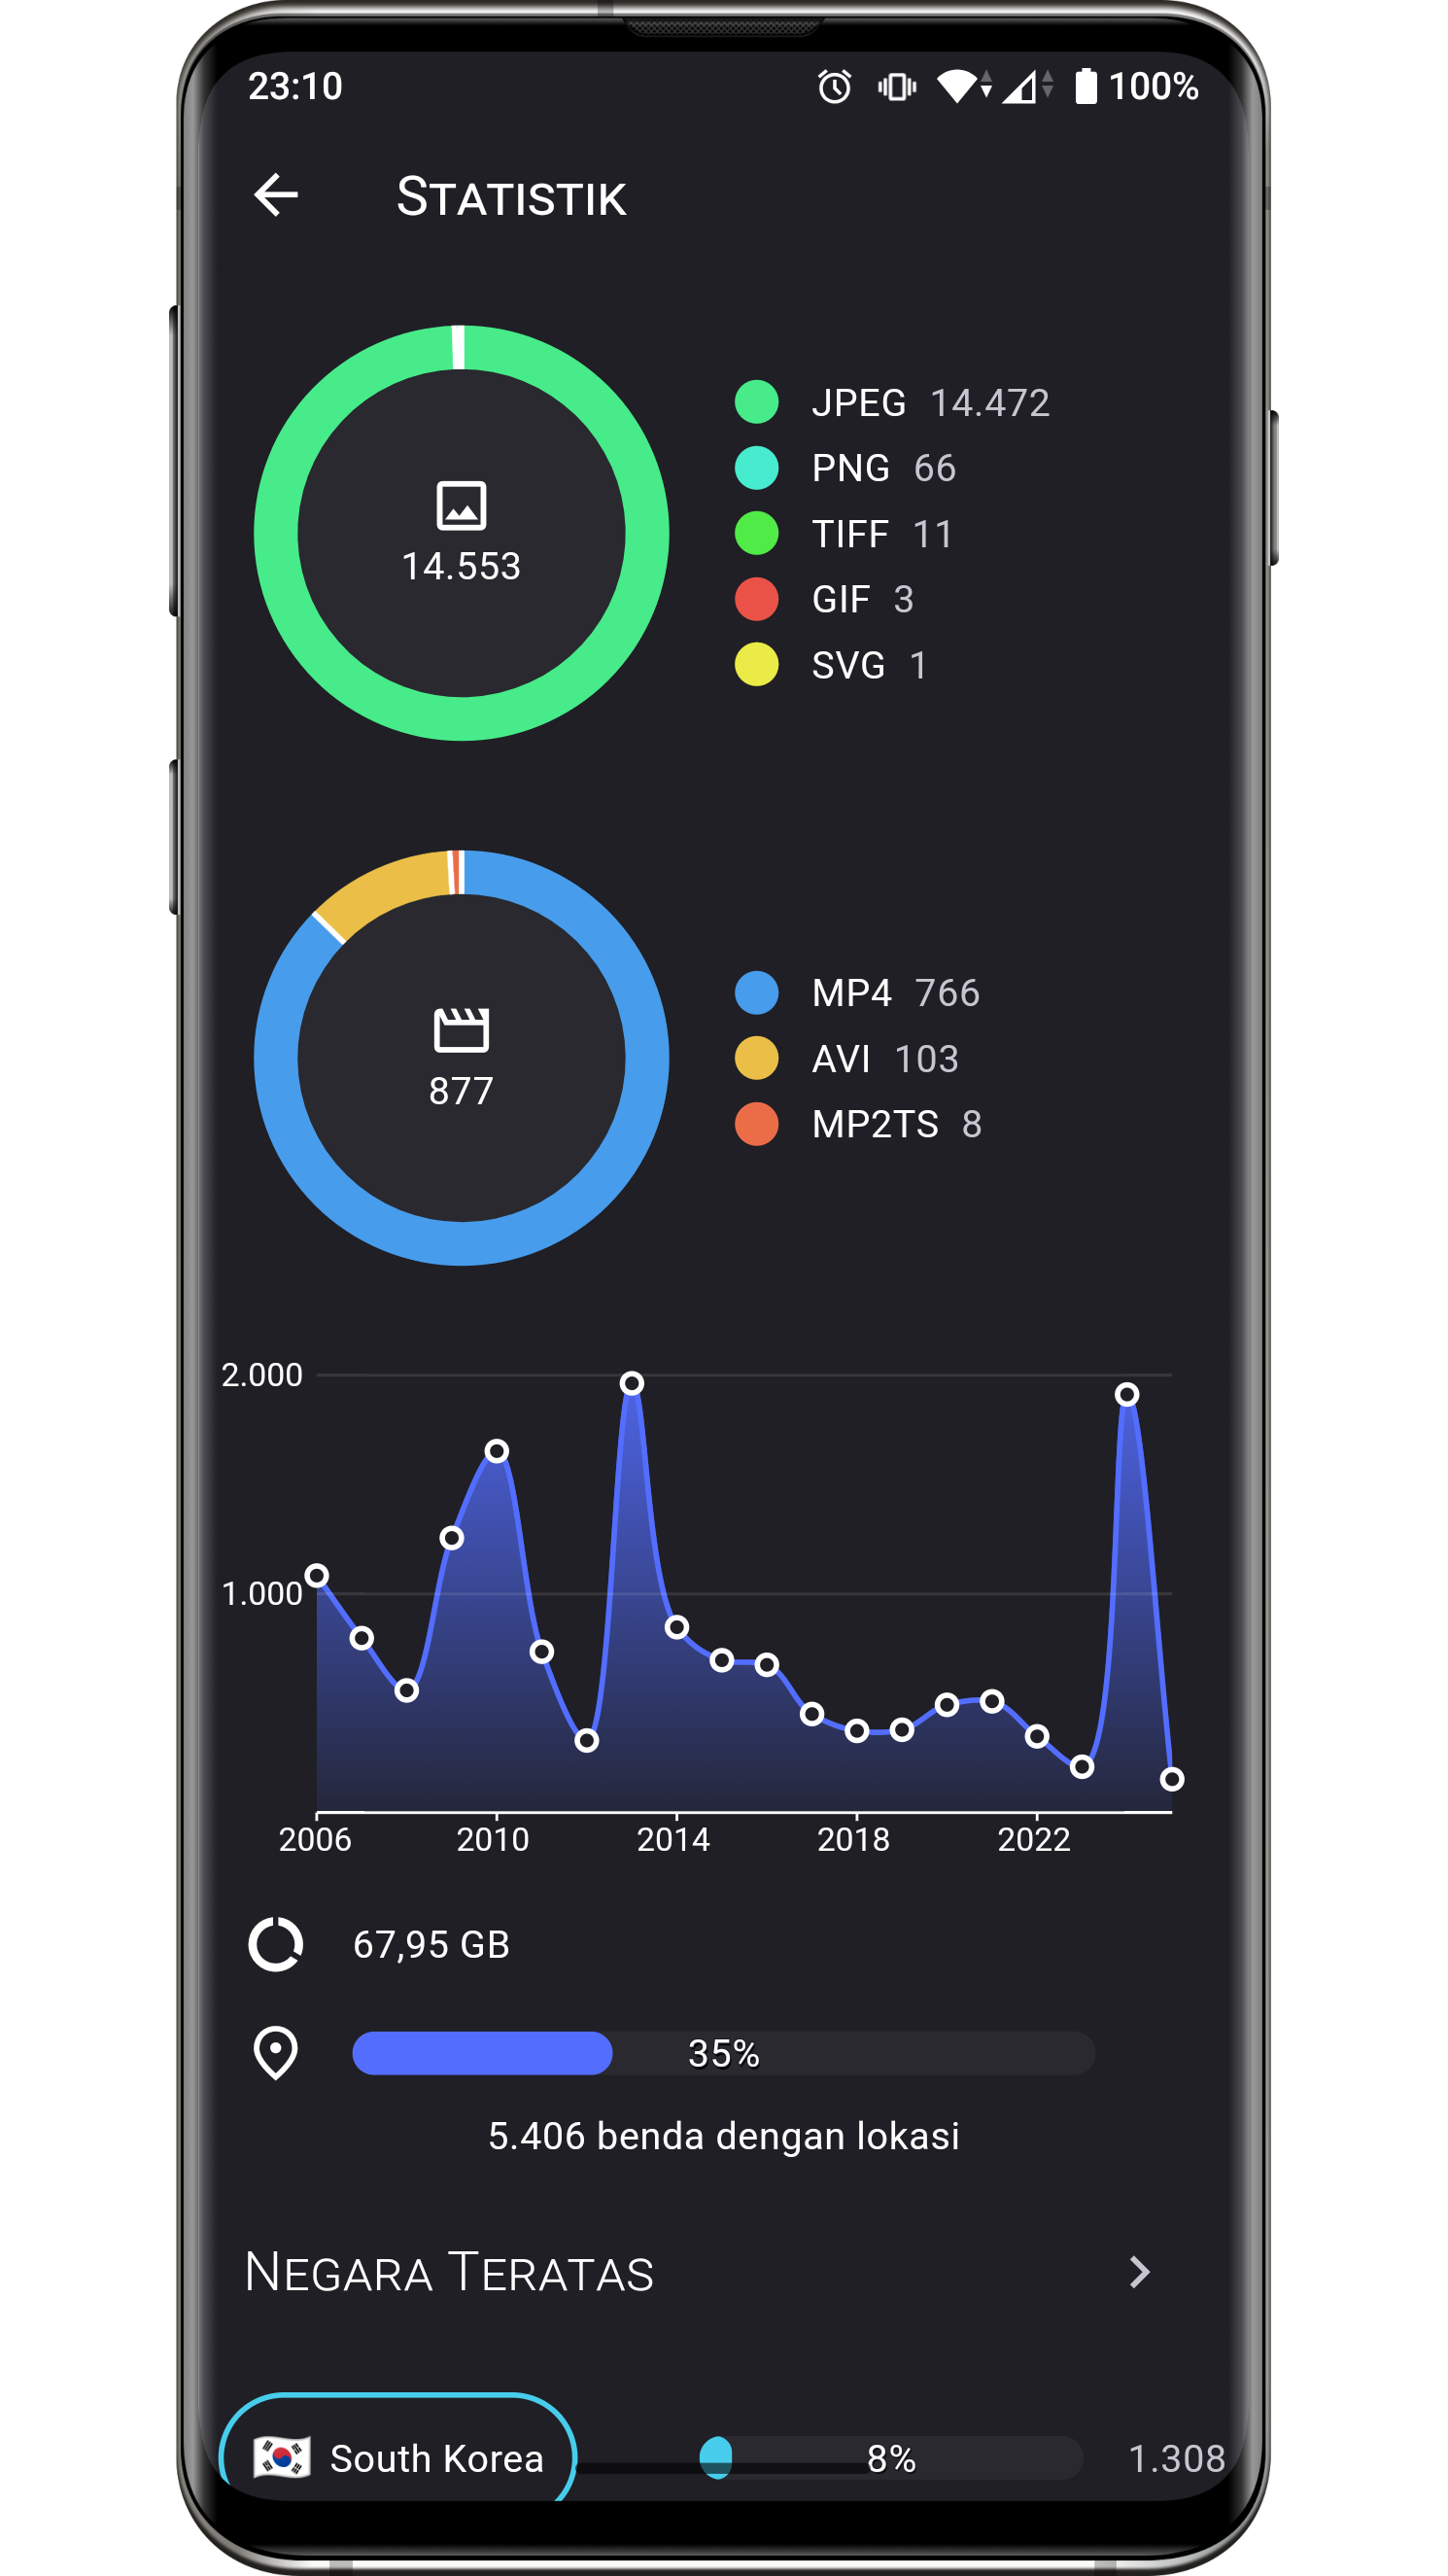 23:10 100%
STATISTIK
JPEG 14.472
PNG 66
TIFF 11
GIF 3
SVG 1
14.553
MP4 766
AVI 103
MP2TS 8
877
2.000
1.000
2006 2010 2014 2018 2022
67,95 GB
35%
5.406 benda dengan lokasi
NEGARA TERATAS
South Korea 8% 1.308